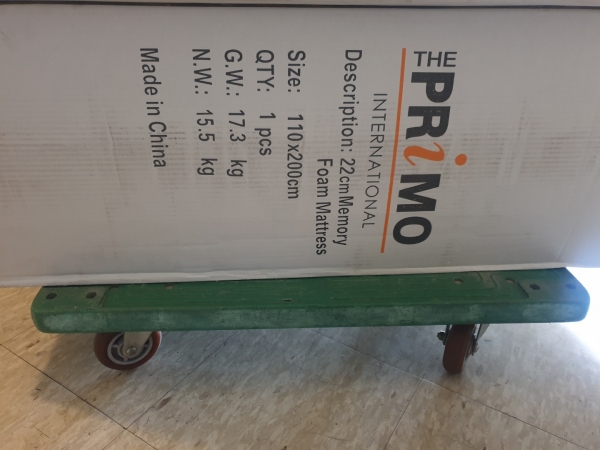 THE
PRiMO
INTERNATIONAL
Description: 22cm Memory
Foam Mattress
Size: 110x200cm
QTY: 1 pcs
G.W.: 17.3 kg
N.W.: 15.5 kg
Made in China